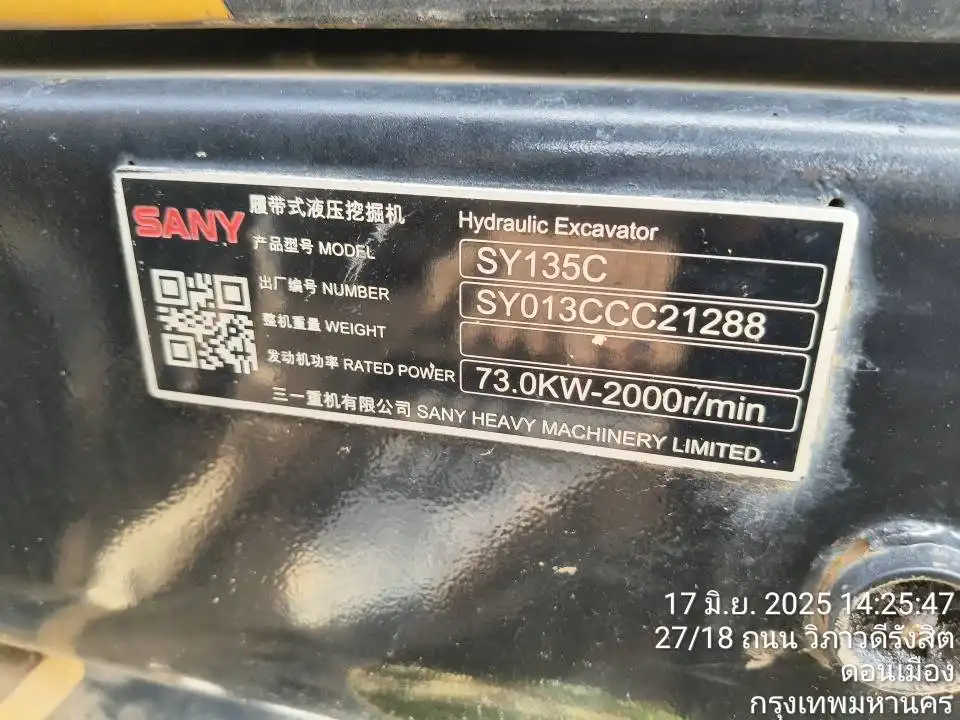 SANY
履带式液压挖掘机 Hydraulic Excavator
产品型号 MODEL SY135C
出厂编号 NUMBER SY013CCC21288
整机重量 WEIGHT
发动机功率 RATED POWER 73.0KW-2000r/min
三一重机有限公司 SANY HEAVY MACHINERY LIMITED.
17 มิ.ย. 2025 14:25:47
27/18 ถนน วิภาวดีรังสิต
ดอนเมือง
กรุงเทพมหานคร